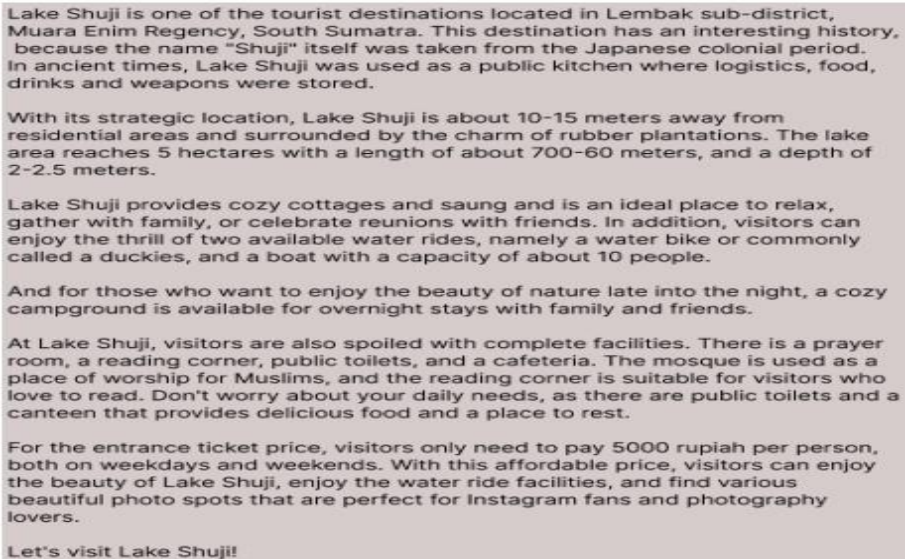 Lake Shuji is one of the tourist destinations located in Lembak sub-district,
Muara Enim Regency, South Sumatra. This destination has an interesting history,
because the name "Shuji" itself was taken from the Japanese colonial period.
In ancient times, Lake Shuji was used as a public kitchen where logistics, food,
drinks and weapons were stored.
With its strategic location, Lake Shuji is about 10-15 meters away from
residential areas and surrounded by the charm of rubber plantations. The lake
area reaches 5 hectares with a length of about 700-60 meters, and a depth of
2-2.5 meters.
Lake Shuji provides cozy cottages and saung and is an ideal place to relax,
gather with family, or celebrate reunions with friends. In addition, visitors can
enjoy the thrill of two available water rides, namely a water bike or commonly
called a duckies, and a boat with a capacity of about 10 people.
And for those who want to enjoy the beauty of nature late into the night, a cozy
campground is available for overnight stays with family and friends.
At Lake Shuji, visitors are also spoiled with complete facilities. There is a prayer
room, a reading corner, public toilets, and a cafeteria. The mosque is used as a
place of worship for Muslims, and the reading corner is suitable for visitors who
love to read. Don't worry about your daily needs, as there are public toilets and a
canteen that provides delicious food and a place to rest.
For the entrance ticket price, visitors only need to pay 5000 rupiah per person,
both on weekdays and weekends. With this affordable price, visitors can enjoy
the beauty of Lake Shuji, enjoy the water ride facilities, and find various
beautiful photo spots that are perfect for Instagram fans and photography
lovers.
Let's visit Lake Shuji!